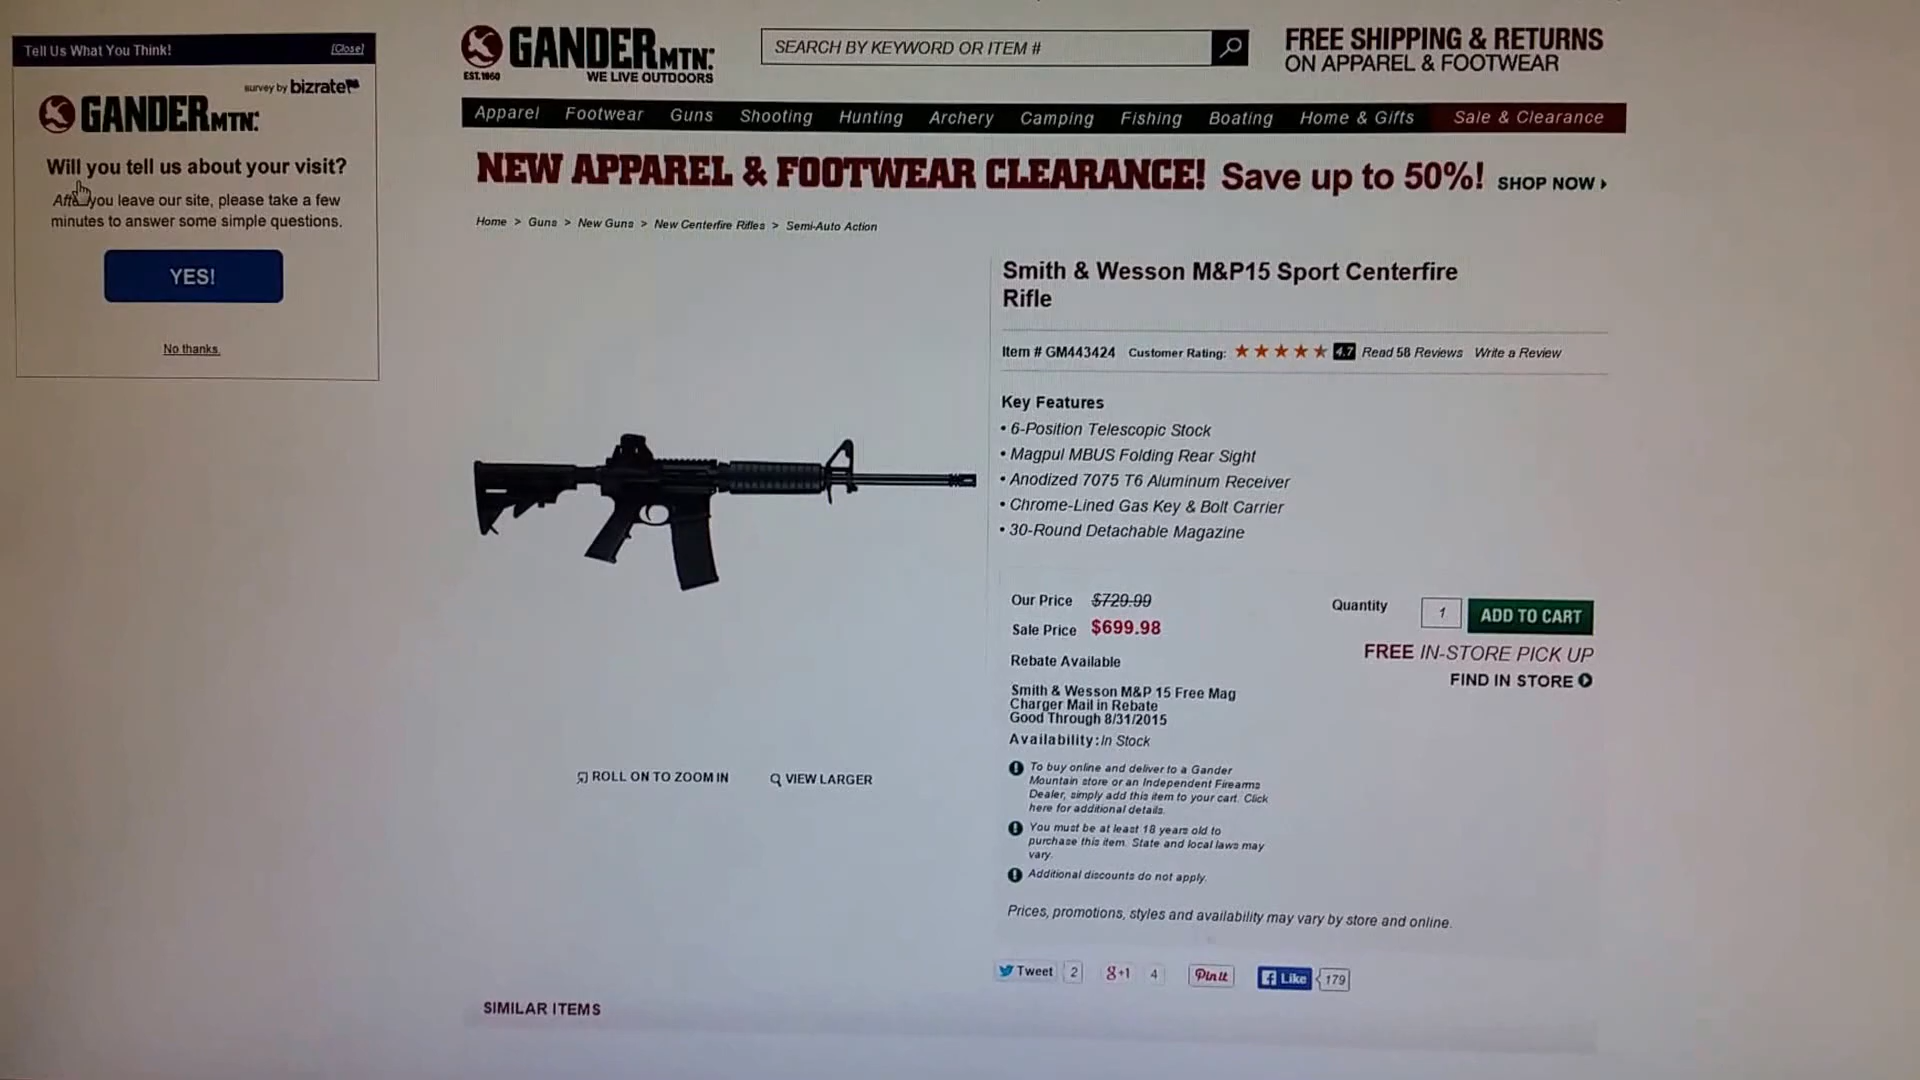 Tell Us What You Think!
[Close]
survey by bizrate
GANDER MTN:
Will you tell us about your visit?
After you leave our site, please take a few
minutes to answer some simple questions.
YES!
No thanks.
GANDER MTN:
EST.1960 WE LIVE OUTDOORS
SEARCH BY KEYWORD OR ITEM #
FREE SHIPPING & RETURNS
ON APPAREL & FOOTWEAR
Apparel Footwear Guns Shooting Hunting Archery Camping Fishing Boating Home & Gifts Sale & Clearance
NEW APPAREL & FOOTWEAR CLEARANCE! Save up to 50%! SHOP NOW
Home > Guns > New Guns > New Centerfire Rifles > Semi-Auto Action
Smith & Wesson M&P15 Sport Centerfire
Rifle
Item # GM443424 Customer Rating: 4.7 Read 58 Reviews Write a Review
Key Features
• 6-Position Telescopic Stock
• Magpul MBUS Folding Rear Sight
• Anodized 7075 T6 Aluminum Receiver
• Chrome-Lined Gas Key & Bolt Carrier
• 30-Round Detachable Magazine
Our Price $729.99
Sale Price $699.98
Quantity 1 ADD TO CART
FREE IN-STORE PICK UP
FIND IN STORE
Rebate Available
Smith & Wesson M&P 15 Free Mag
Charger Mail in Rebate
Good Through 8/31/2015
Availability: In Stock
To buy online and deliver to a Gander
Mountain store or an Independent Firearms
Dealer, simply add this item to your cart. Click
here for additional details.
You must be at least 18 years old to
purchase this item. State and local laws may
vary.
Additional discounts do not apply.
Prices, promotions, styles and availability may vary by store and online.
ROLL ON TO ZOOM IN VIEW LARGER
Tweet 2 g+1 4 Pin It Like 179
SIMILAR ITEMS